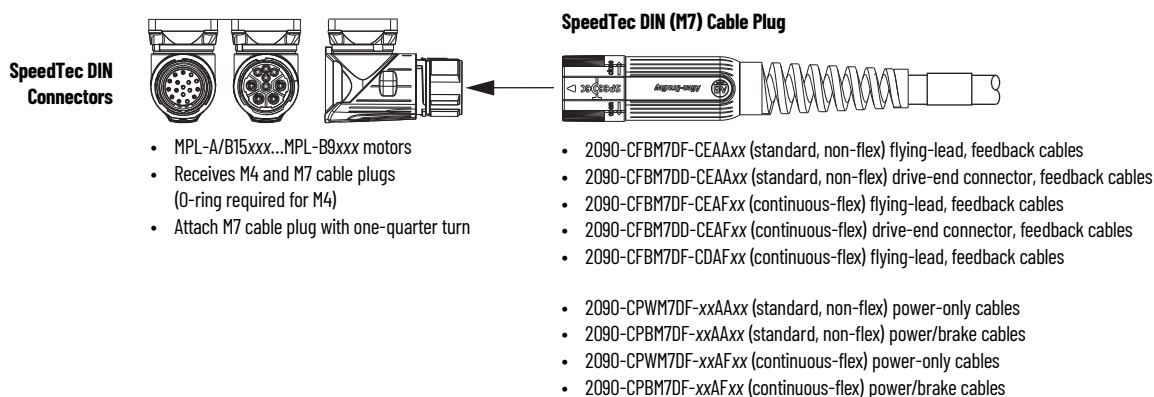 SpeedTec DIN (M7) Cable Plug
SpeedTec DIN
Connectors
Allen-Bradley
• MPL-A/B15xxx...MPL-B9xxx motors
• Receives M4 and M7 cable plugs
(O-ring required for M4)
• Attach M7 cable plug with one-quarter turn
• 2090-CFBM7DF-CEAAxx (standard, non-flex) flying-lead, feedback cables
• 2090-CFBM7DD-CEAAxx (standard, non-flex) drive-end connector, feedback cables
• 2090-CFBM7DF-CEAFxx (continuous-flex) flying-lead, feedback cables
• 2090-CFBM7DD-CEAFxx (continuous-flex) drive-end connector, feedback cables
• 2090-CFBM7DF-CDAFxx (continuous-flex) flying-lead, feedback cables
• 2090-CPWM7DF-xxAAxx (standard, non-flex) power-only cables
• 2090-CPBM7DF-xxAAxx (standard, non-flex) power/brake cables
• 2090-CPWM7DF-xxAFxx (continuous-flex) power-only cables
• 2090-CPBM7DF-xxAFxx (continuous-flex) power/brake cables